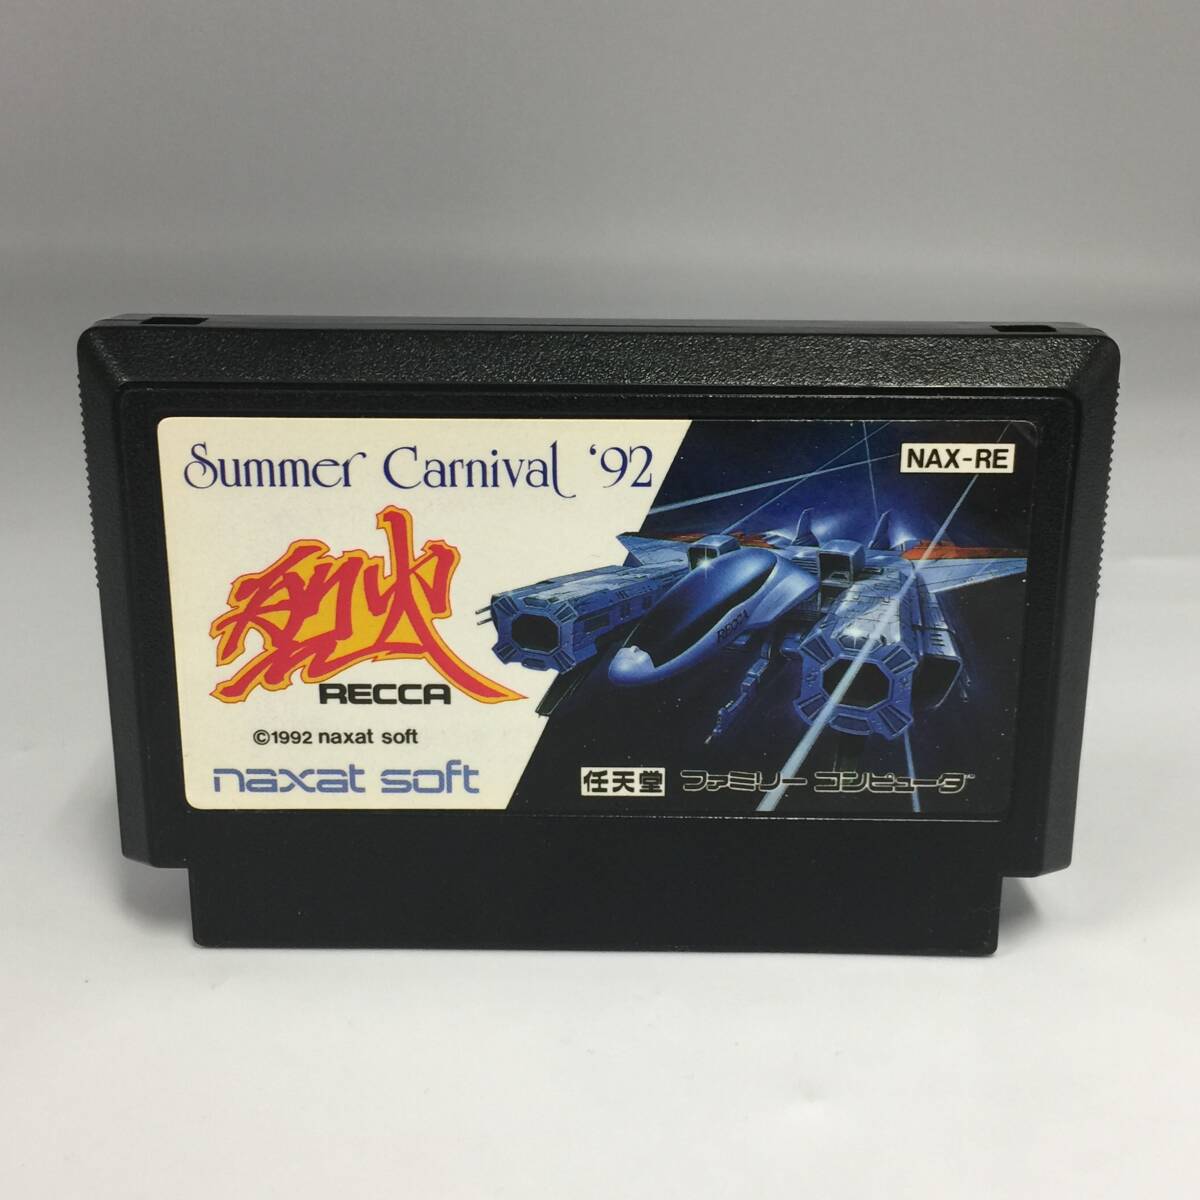 Summer Carnival '92
NAX-RE
烈火
RECCA
RECCA
©1992 naxat soft
naxat soft
任天堂 ファミリーコンピュータ